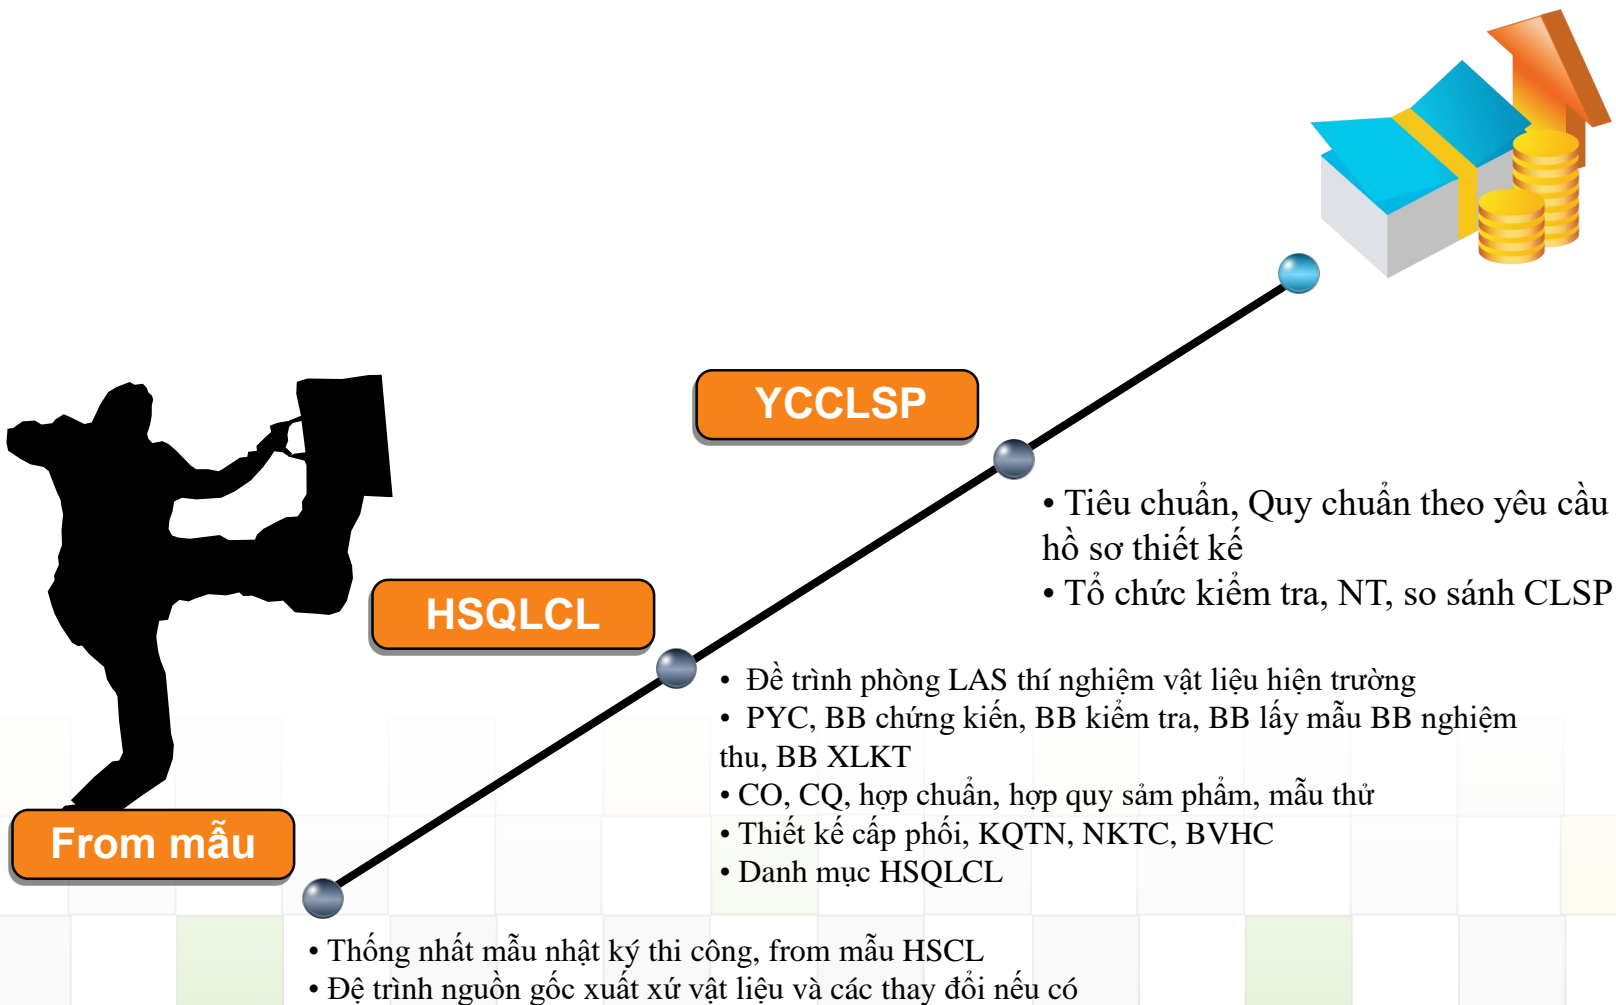 YCCLSP
• Tiêu chuẩn, Quy chuẩn theo yêu cầu
hồ sơ thiết kế
• Tổ chức kiểm tra, NT, so sánh CLSP
HSQLCL
• Đề trình phòng LAS thí nghiệm vật liệu hiện trường
• PYC, BB chứng kiến, BB kiểm tra, BB lấy mẫu BB nghiệm
thu, BB XLKT
• CO, CQ, hợp chuẩn, hợp quy sảm phẩm, mẫu thử
• Thiết kế cấp phối, KQTN, NKTC, BVHC
• Danh mục HSQLCL
From mẫu
• Thống nhất mẫu nhật ký thi công, from mẫu HSCL
• Đệ trình nguồn gốc xuất xứ vật liệu và các thay đổi nếu có